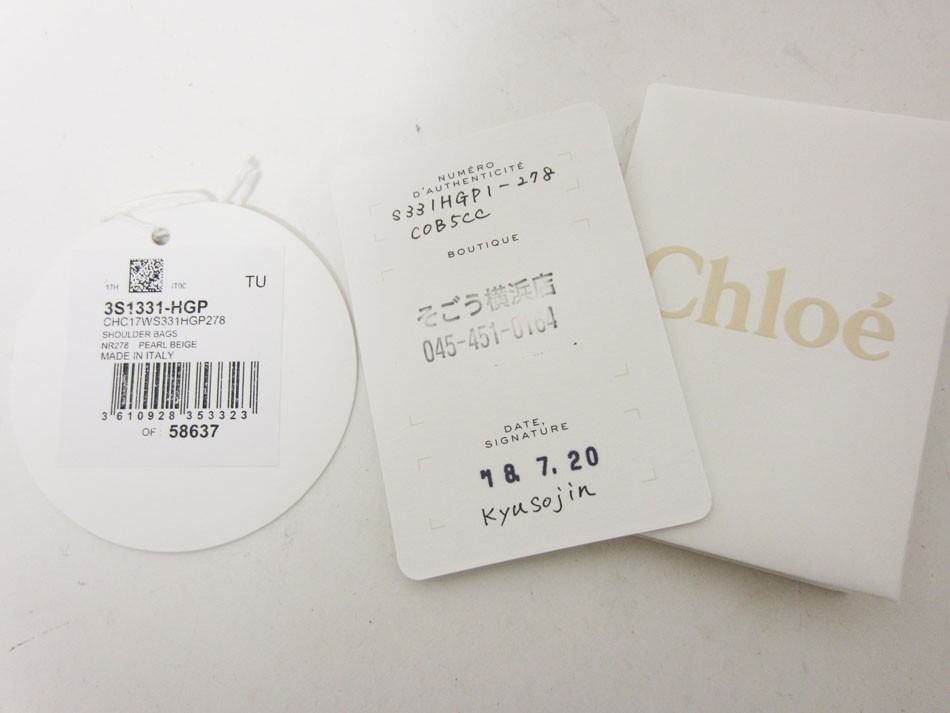 17H IT00 TU
3S1331-HGP
CHC17WS331HGP278
SHOULDER BAGS
NR278 PEARL BEIGE
MADE IN ITALY
3 610928 353323
OF: 58637
NUMÉRO
D'AUTHENTICITÉ
S331HGP1-278
COB5CC
BOUTIQUE
そごう横浜店
045-451-0164
DATE,
SIGNATURE
18. 7. 20
Kyusojin
Chloé